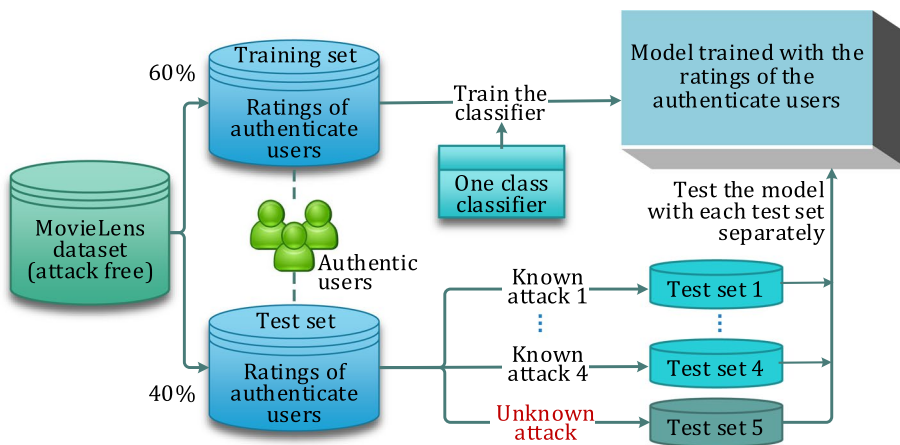 60%
Training set
Ratings of
authenticate
users
Train the
classifier
Model trained with the
ratings of the
authenticate users
One class
classifier
MovieLens
dataset
(attack free)
Authentic
users
Test the model
with each test set
separately
40%
Test set
Ratings of
authenticate
users
Known
attack 1
Test set 1
Known
attack 4
Test set 4
Unknown
attack
Test set 5